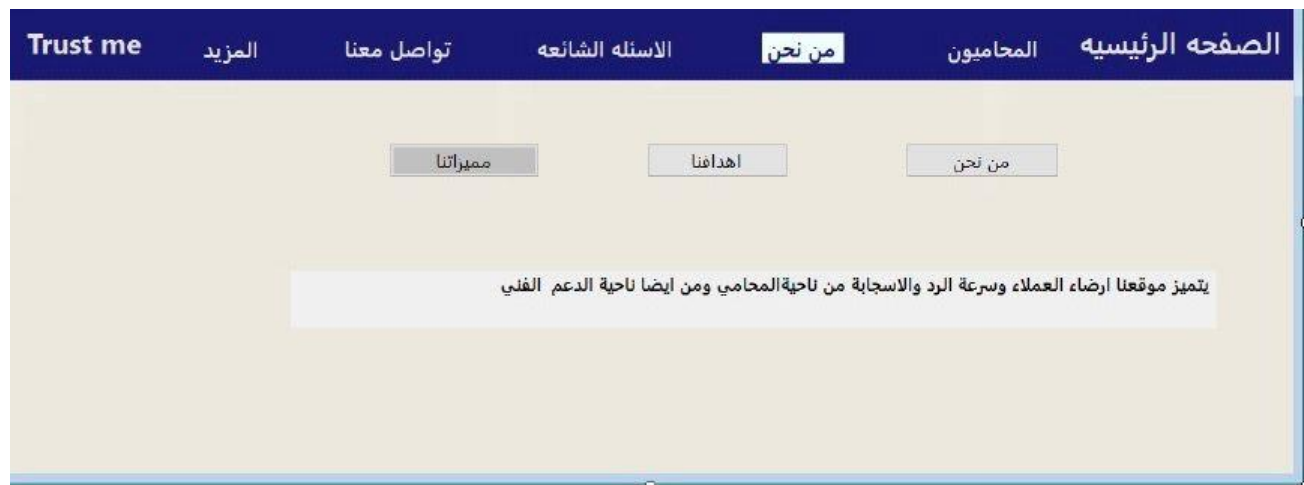 الصفحه الرئيسيه المحاميون من نحن الاسئله الشائعه تواصل معنا المزيد Trust me
من نحن اهدافنا مميزاتنا
يتميز موقعنا ارضاء العملاء وسرعة الرد والاسجابة من ناحيةالمحامي ومن ايضا ناحية الدعم الفني